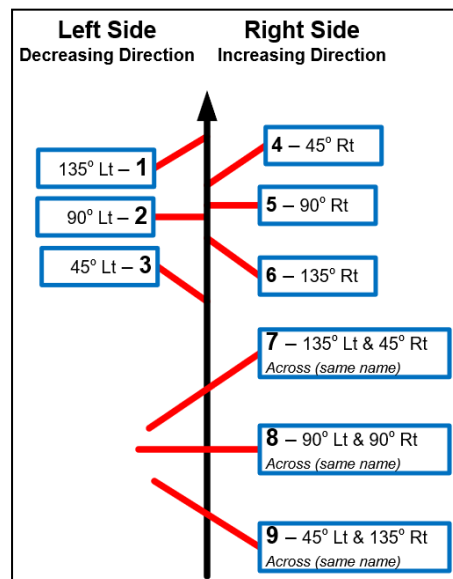 Left Side
Decreasing Direction
Right Side
Increasing Direction
135° Lt – 1
90° Lt – 2
45° Lt – 3
4 – 45° Rt
5 – 90° Rt
6 – 135° Rt
7 – 135° Lt & 45° Rt
Across (same name)
8 – 90° Lt & 90° Rt
Across (same name)
9 – 45° Lt & 135° Rt
Across (same name)